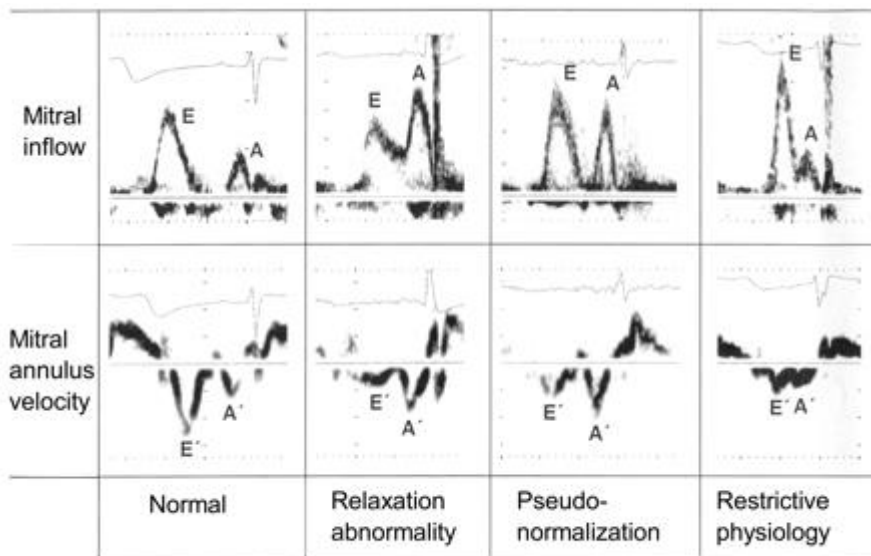 Mitral
inflow
E
A
E
A
E
A
E
A
Mitral
annulus
velocity
E´
A´
E´
A´
E´
A´
E´ A´
Normal
Relaxation
abnormality
Pseudo-
normalization
Restrictive
physiology